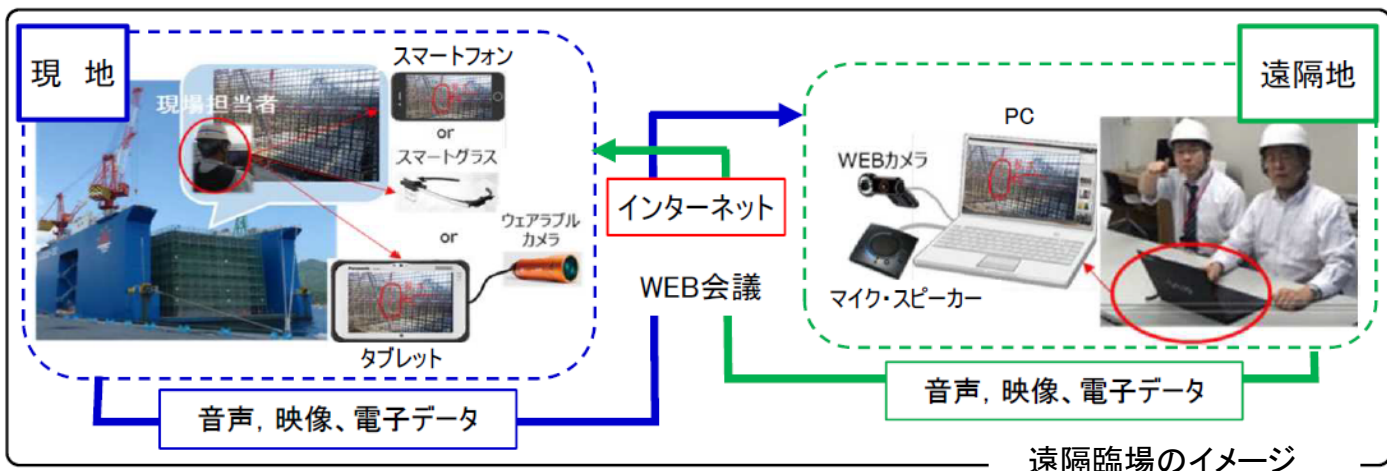 現 地
現場担当者
スマートフォン
or
スマートグラス
or
ウェアラブル
カメラ
タブレット
音声, 映像、電子データ
インターネット
WEB会議
遠隔地
PC
WEBカメラ
マイク・スピーカー
音声, 映像、電子データ
遠隔臨場のイメージ